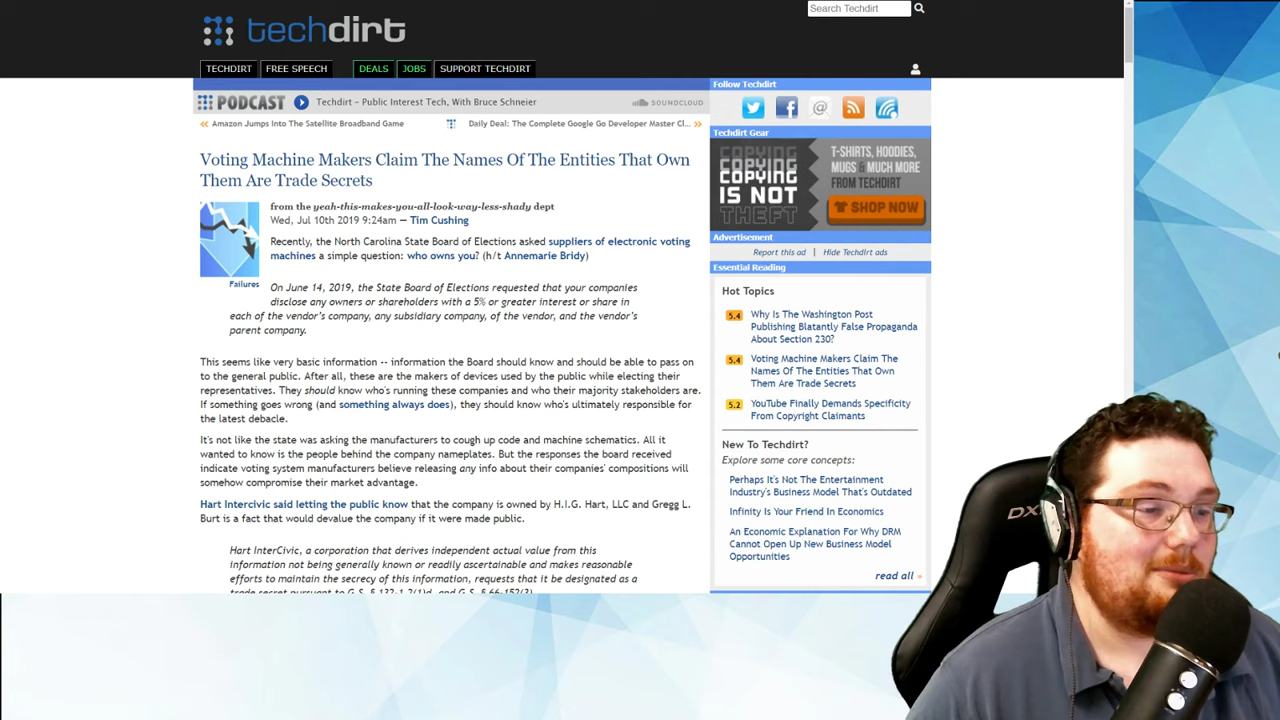 techdirt
Search Techdirt
TECHDIRT
FREE SPEECH
DEALS
JOBS
SUPPORT TECHDIRT
PODCAST
Techdirt – Public Interest Tech, With Bruce Schneier
SOUNDCLOUD
« Amazon Jumps Into The Satellite Broadband Game
Daily Deal: The Complete Google Go Developer Master Cl... »
Voting Machine Makers Claim The Names Of The Entities That Own
Them Are Trade Secrets
from the yeah-this-makes-you-all-look-way-less-shady dept
Wed, Jul 10th 2019 9:24am — Tim Cushing
Failures
Recently, the North Carolina State Board of Elections asked suppliers of electronic voting
machines a simple question: who owns you? (h/t Annemarie Bridy)
On June 14, 2019, the State Board of Elections requested that your companies
disclose any owners or shareholders with a 5% or greater interest or share in
each of the vendor's company, any subsidiary company, of the vendor, and the vendor's
parent company.
This seems like very basic information -- information the Board should know and should be able to pass on
to the general public. After all, these are the makers of devices used by the public while electing their
representatives. They should know who's running these companies and who their majority stakeholders are.
If something goes wrong (and something always does), they should know who's ultimately responsible for
the latest debacle.
It's not like the state was asking the manufacturers to cough up code and machine schematics. All it
wanted to know is the people behind the company nameplates. But the responses the board received
indicate voting system manufacturers believe releasing any info about their companies' compositions will
somehow compromise their market advantage.
Hart Intercivic said letting the public know that the company is owned by H.I.G. Hart, LLC and Gregg L.
Burt is a fact that would devalue the company if it were made public.
Hart InterCivic, a corporation that derives independent actual value from this
information not being generally known or readily ascertainable and makes reasonable
efforts to maintain the secrecy of this information, requests that it be designated as a
trade secret pursuant to G.S. § 132-1.2(1)d. and G.S. § 66-152(3).
Follow Techdirt
Techdirt Gear
COPYING
COPYING
COPYING
IS NOT
THEFT
T-SHIRTS, HOODIES,
MUGS & MUCH MORE
FROM TECHDIRT
SHOP NOW
Advertisement
Report this ad | Hide Techdirt ads
Essential Reading
Hot Topics
5.4 Why Is The Washington Post
Publishing Blatantly False Propaganda
About Section 230?
5.4 Voting Machine Makers Claim The
Names Of The Entities That Own
Them Are Trade Secrets
5.2 YouTube Finally Demands Specificity
From Copyright Claimants
New To Techdirt?
Explore some core concepts:
Perhaps It's Not The Entertainment
Industry's Business Model That's Outdated
Infinity Is Your Friend In Economics
An Economic Explanation For Why DRM
Cannot Open Up New Business Model
Opportunities
read all »
DX